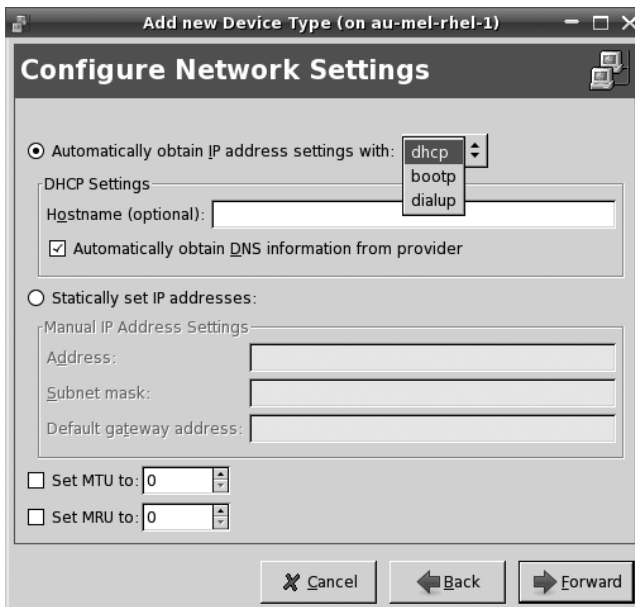 Add new Device Type (on au-mel-rhel-1)
Configure Network Settings
Automatically obtain IP address settings with: dhcp
bootp
dialup
DHCP Settings
Hostname (optional):
Automatically obtain DNS information from provider
Statically set IP addresses:
Manual IP Address Settings
Address:
Subnet mask:
Default gateway address:
Set MTU to: 0
Set MRU to: 0
Cancel Back Forward